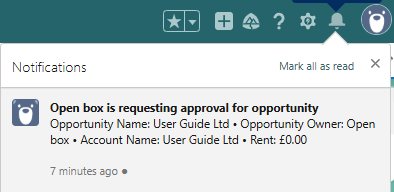 Notifications
Mark all as read
Open box is requesting approval for opportunity
Opportunity Name: User Guide Ltd • Opportunity Owner: Open
box • Account Name: User Guide Ltd • Rent: £0.00
7 minutes ago